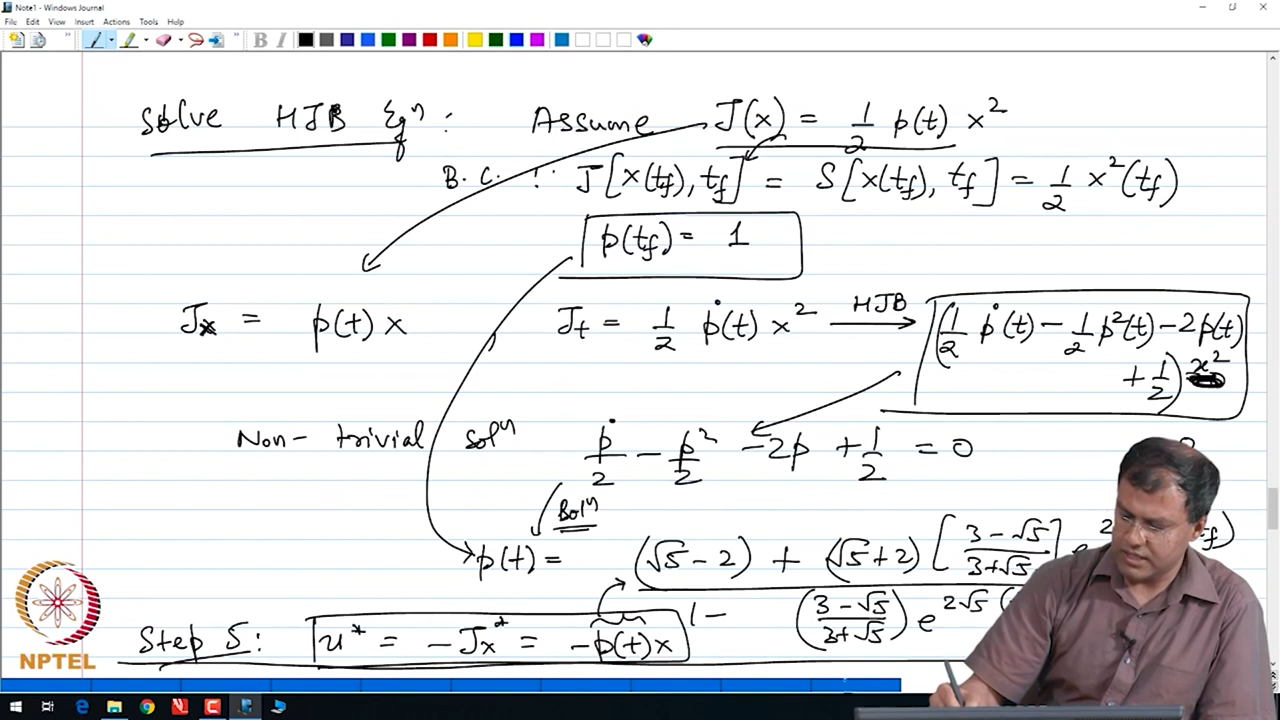 Note1 - Windows Journal
File Edit View Insert Actions Tools Help
B I
Solve HJB Eqⁿ : Assume J(x) = 1/2 p(t) x²
B.C. : J[x(tf), tf] = S[x(tf), tf] = 1/2 x²(tf)
p(tf) = 1
Jx = p(t) x Jt = 1/2 ṗ(t) x² HJB (1/2 ṗ(t) - 1/2 p²(t) - 2p(t)
+ 1/2) x²
Non-trivial solⁿ ṗ/2 - p²/2 - 2p + 1/2 = 0
Solⁿ
p(t) = (√5 - 2) + (√5 + 2) [3 - √5 / 3 + √5] e
1 - (3 - √5 / 3 + √5) e 2√5 (
Step 5: u* = - Jx* = - p(t) x
NPTEL